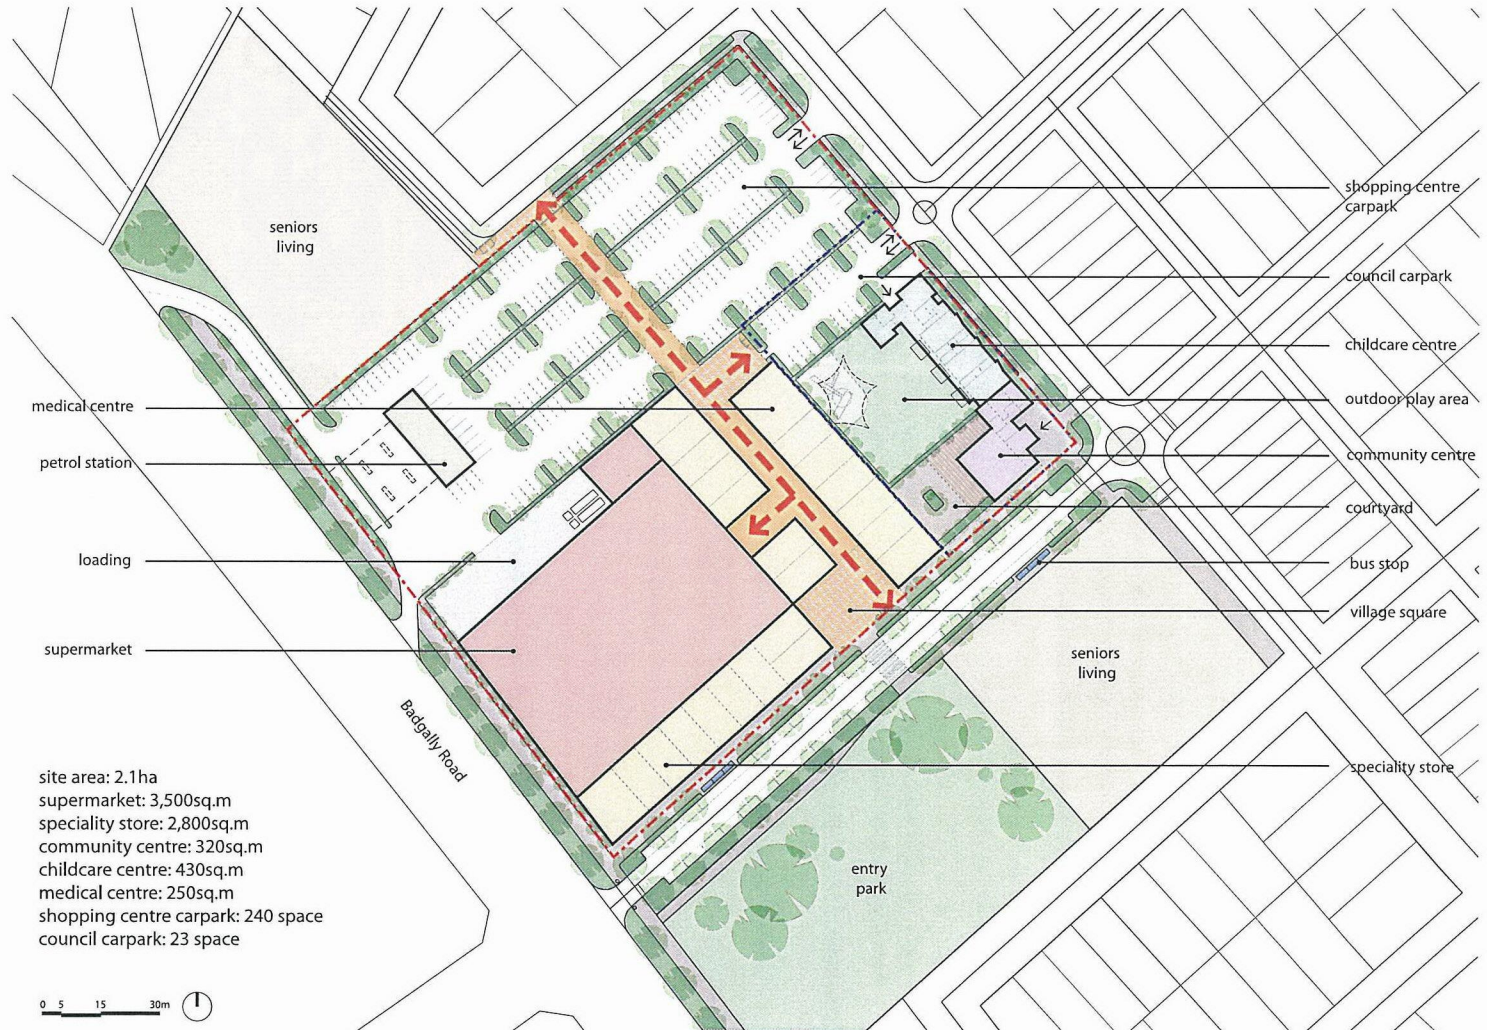 shopping centre
carpark
seniors
living
council carpark
childcare centre
medical centre
outdoor play area
petrol station
community centre
courtyard
loading
bus stop
village square
supermarket
seniors
living
Badgally Road
speciality store
site area: 2.1ha
supermarket: 3,500sq.m
speciality store: 2,800sq.m
community centre: 320sq.m
childcare centre: 430sq.m
medical centre: 250sq.m
shopping centre carpark: 240 space
council carpark: 23 space
entry
park
0 5 15 30m